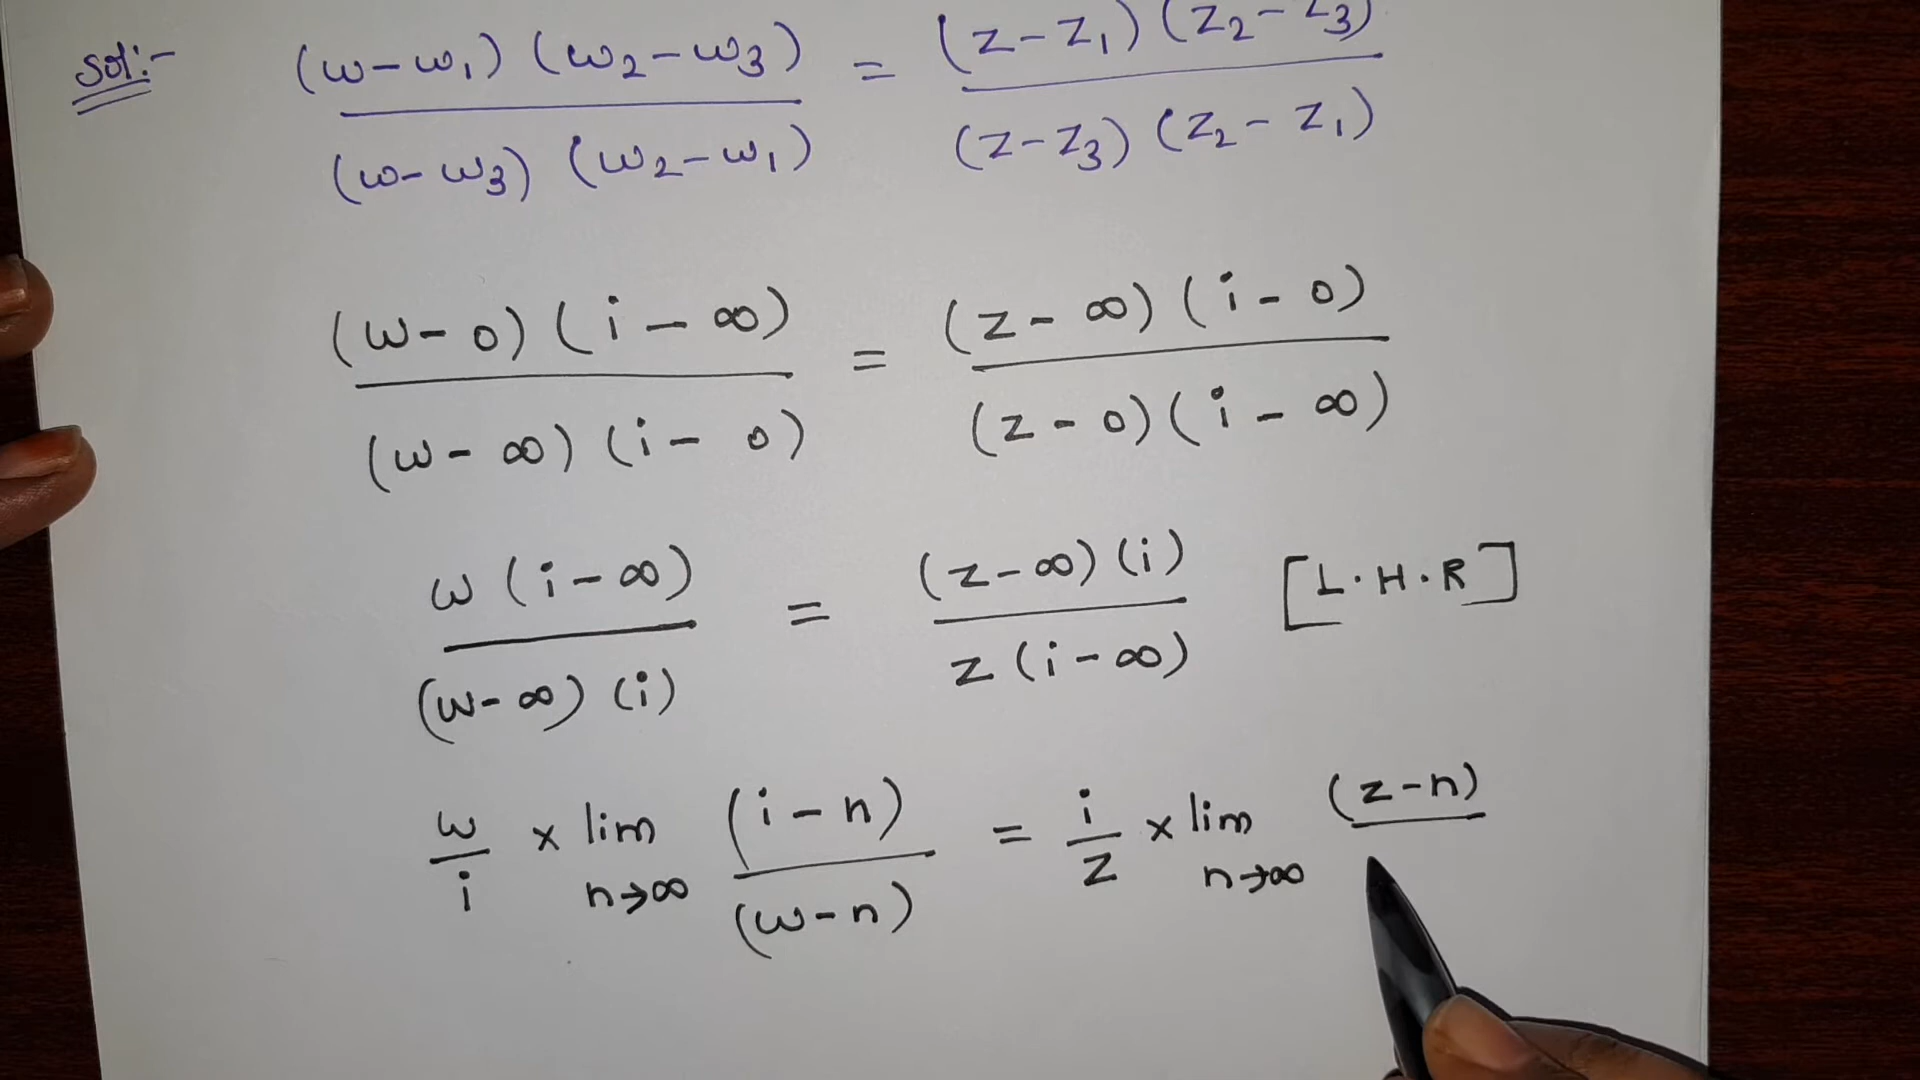 Sol:- (w-w₁) (w₂-w₃) / (w-w₃) (w₂-w₁) = (z-z₁) (z₂-z₃) / (z-z₃) (z₂-z₁)
(w-0) (i-∞) / (w-∞) (i-0) = (z-∞) (i-0) / (z-0) (i-∞)
w (i-∞) / (w-∞) (i) = (z-∞) (i) / z (i-∞) [L.H.R]
w/i × lim n→∞ (i-n) / (w-n) = i/z × lim n→∞ (z-n)